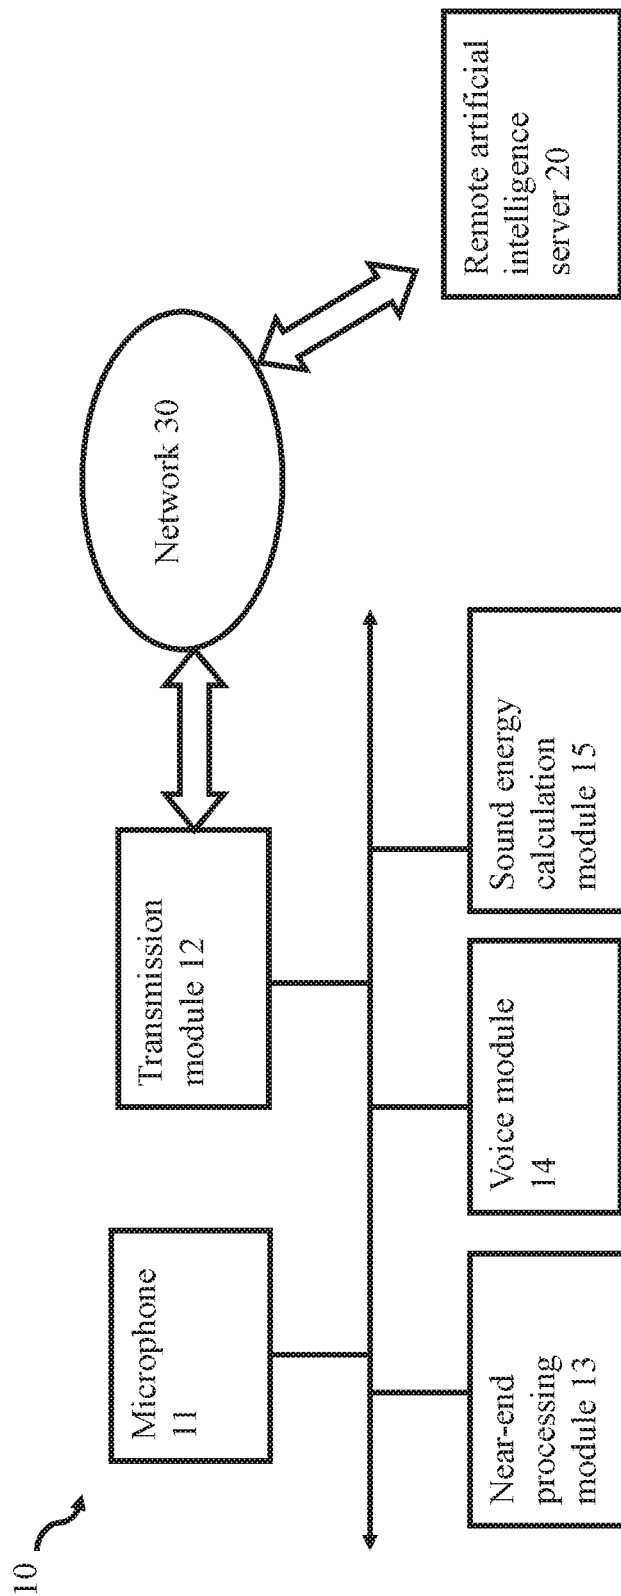 10
Microphone
11
Transmission
module 12
Network 30
Near-end
processing
module 13
Voice module
14
Sound energy
calculation
module 15
Remote artificial
intelligence
server 20